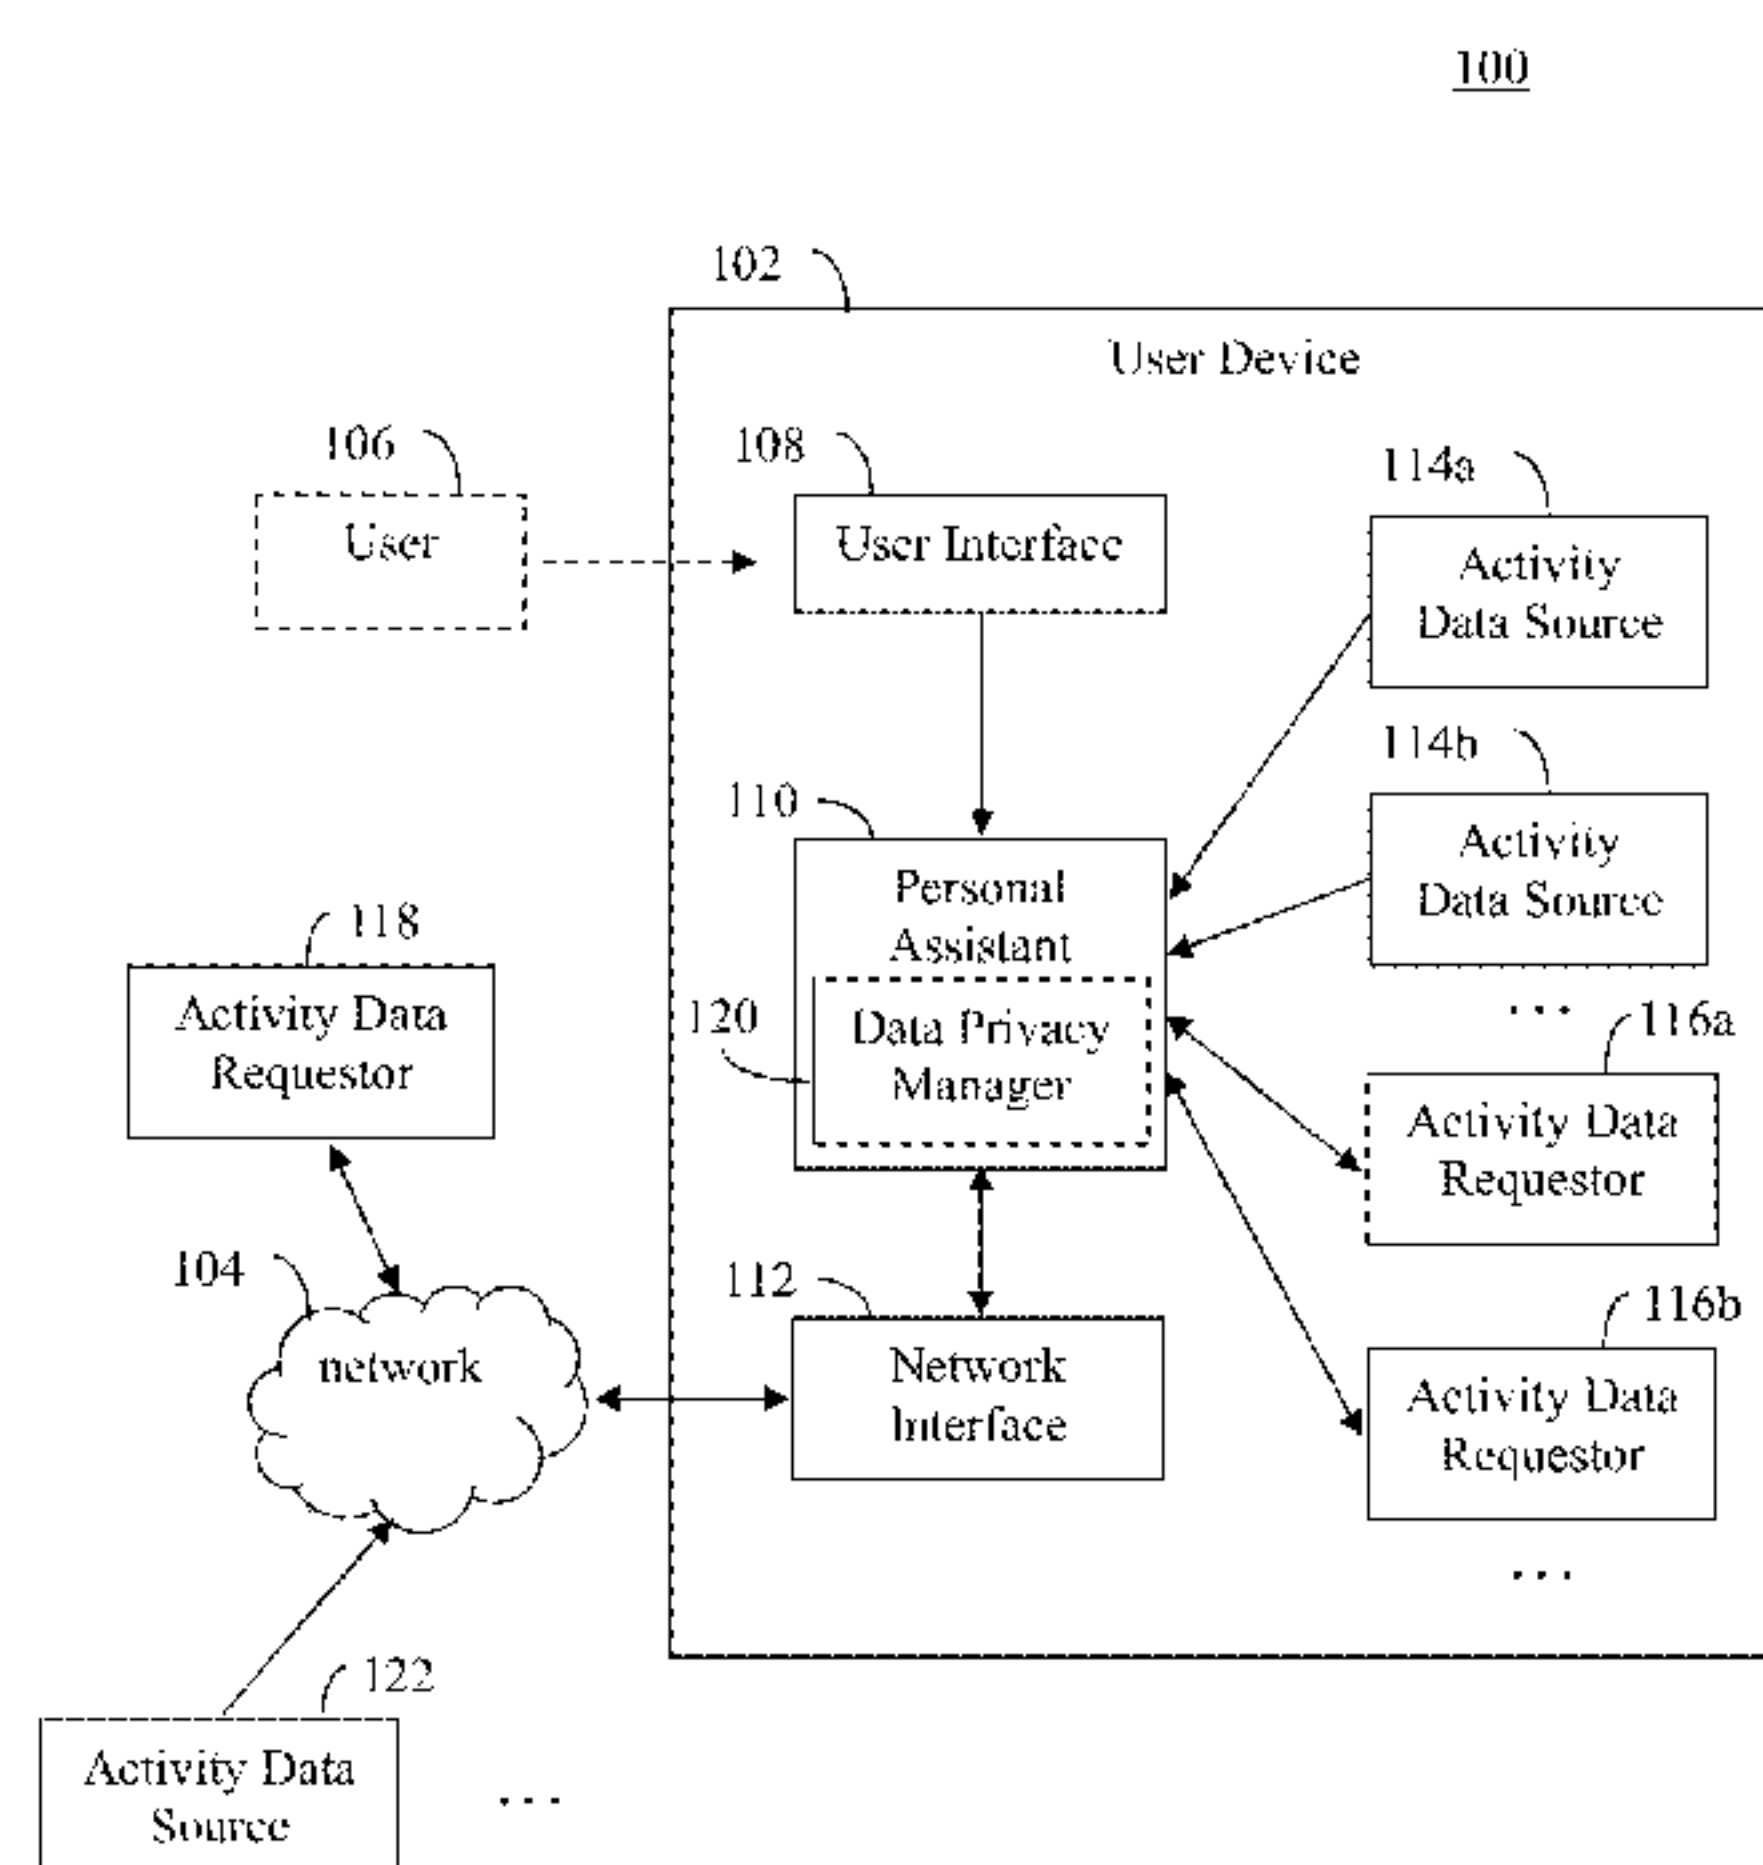 100
102
User Device
106
108
114a
User
User Interface
Activity
Data Source
114b
110
Activity
Data Source
Personal
Assistant
118
Activity Data
Requestor
120
Data Privacy
Manager
...
116a
Activity Data
Requestor
104
network
112
Network
Interface
116b
Activity Data
Requestor
...
122
Activity Data
Source
...